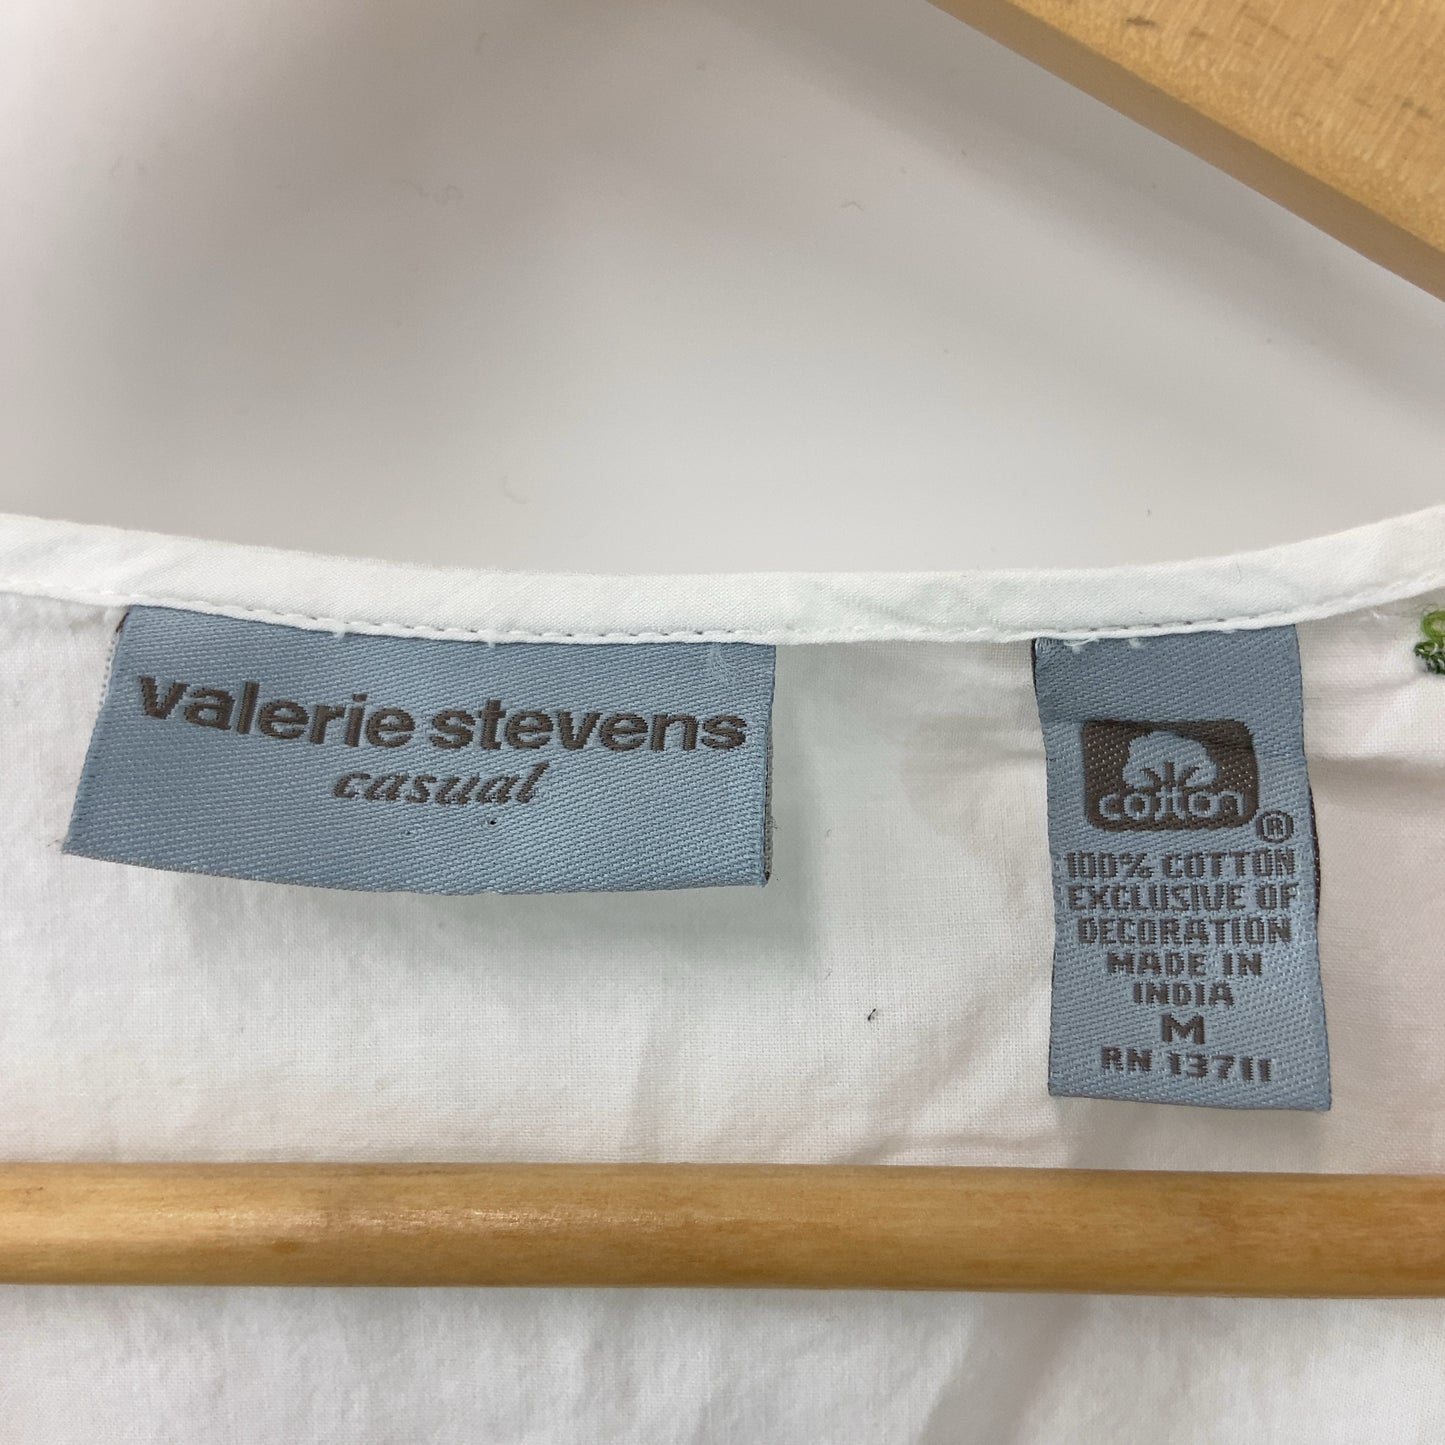 valerie stevens
casual
cotton ®
100% COTTON
EXCLUSIVE OF
DECORATION
MADE IN
INDIA
M
RN 13711